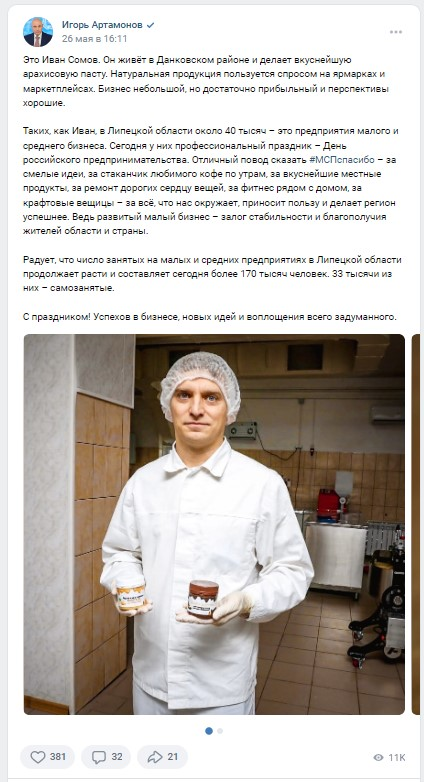 Игорь Артамонов
26 мая в 16:11
Это Иван Сомов. Он живёт в Данковском районе и делает вкуснейшую
арахисовую пасту. Натуральная продукция пользуется спросом на ярмарках и
маркетплейсах. Бизнес небольшой, но достаточно прибыльный и перспективы
хорошие.
Таких, как Иван, в Липецкой области около 40 тысяч – это предприятия малого и
среднего бизнеса. Сегодня у них профессиональный праздник – День
российского предпринимательства. Отличный повод сказать #МСПспасибо – за
смелые идеи, за стаканчик любимого кофе по утрам, за вкуснейшие местные
продукты, за ремонт дорогих сердцу вещей, за фитнес рядом с домом, за
крафтовые вещицы – за всё, что нас окружает, приносит пользу и делает регион
успешнее. Ведь развитый малый бизнес – залог стабильности и благополучия
жителей области и страны.
Радует, что число занятых на малых и средних предприятиях в Липецкой области
продолжает расти и составляет сегодня более 170 тысяч человек. 33 тысячи из
них – самозанятые.
С праздником! Успехов в бизнесе, новых идей и воплощения всего задуманного.
381 32 21 11K